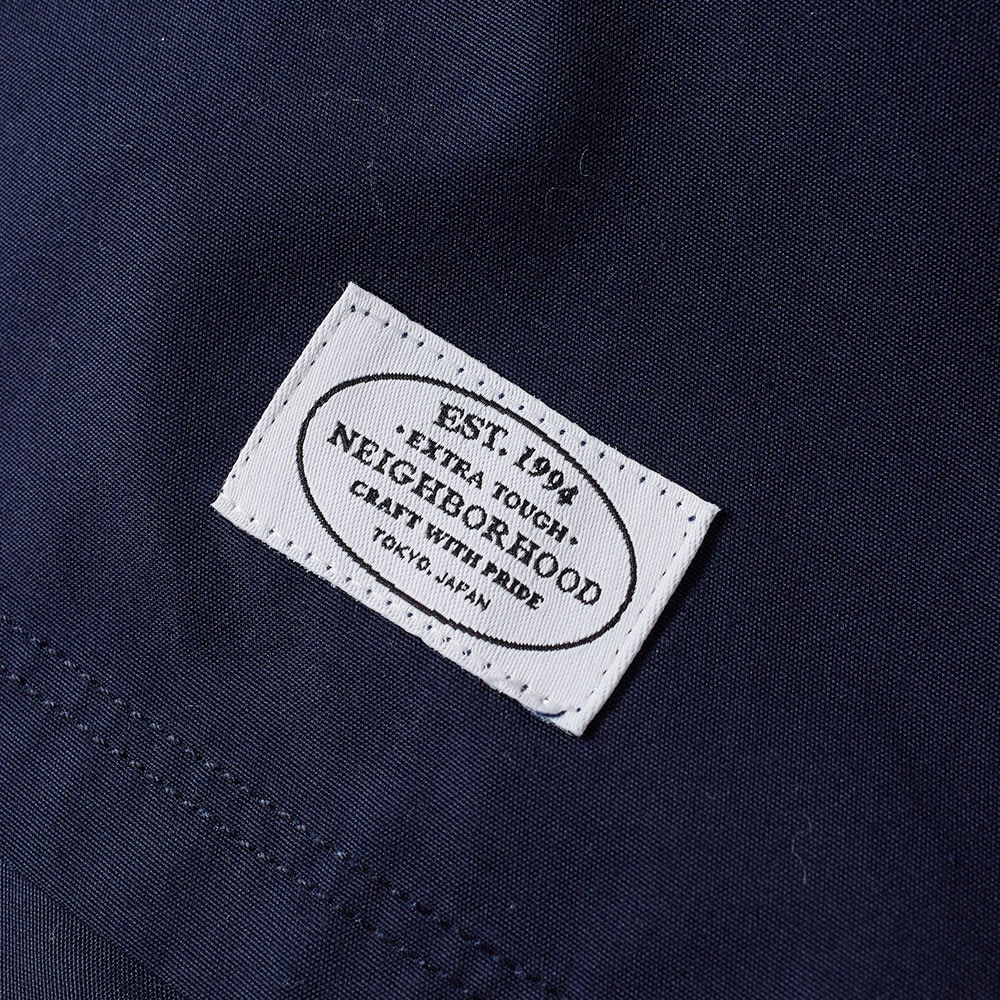 EST. 1994
·EXTRA TOUGH·
NEIGHBORHOOD
CRAFT WITH PRIDE
TOKYO, JAPAN